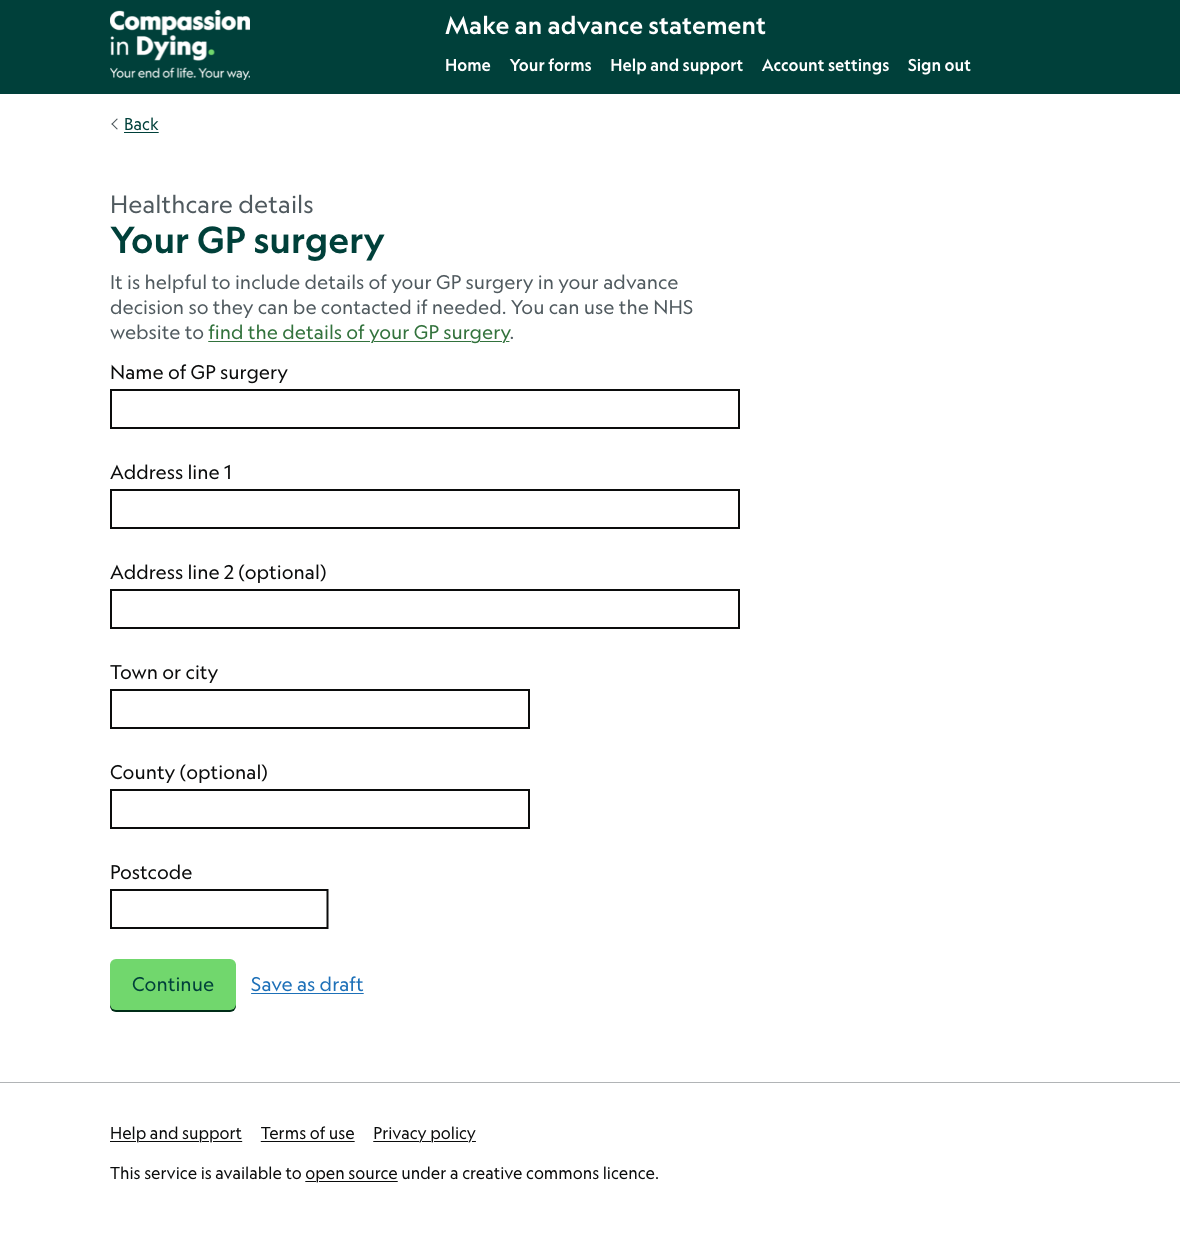 Compassion
in Dying.
Your end of life. Your way.
Make an advance statement
Home Your forms Help and support Account settings Sign out
Back
Healthcare details
Your GP surgery
It is helpful to include details of your GP surgery in your advance
decision so they can be contacted if needed. You can use the NHS
website to find the details of your GP surgery.
Name of GP surgery
Address line 1
Address line 2 (optional)
Town or city
County (optional)
Postcode
Continue Save as draft
Help and support Terms of use Privacy policy
This service is available to open source under a creative commons licence.